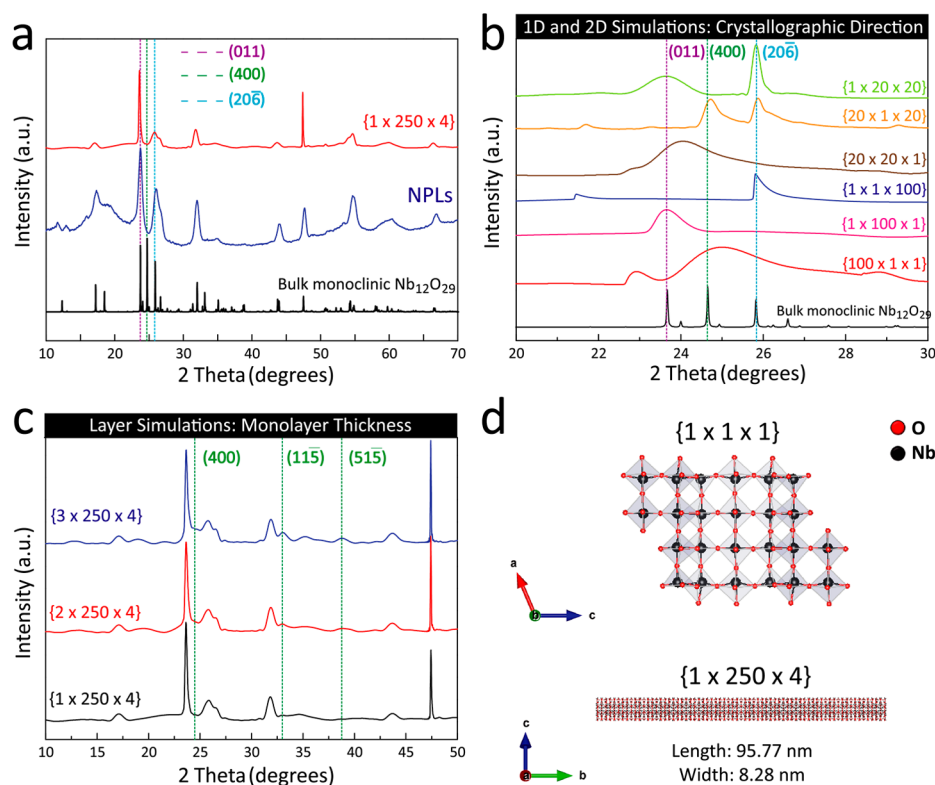 a
(011)
(400)
(206̅)
{1 x 250 x 4}
NPLs
Bulk monoclinic Nb₁₂O₂₉
Intensity (a.u.)
10 20 30 40 50 60 70
2 Theta (degrees)
b
1D and 2D Simulations: Crystallographic Direction
(011) (400) (206̅)
{1 x 20 x 20}
{20 x 1 x 20}
{20 x 20 x 1}
{1 x 1 x 100}
{1 x 100 x 1}
{100 x 1 x 1}
Bulk monoclinic Nb₁₂O₂₉
Intensity (a.u.)
20 22 24 26 28 30
2 Theta (degrees)
c
Layer Simulations: Monolayer Thickness
(400) (115̅) (515̅)
{3 x 250 x 4}
{2 x 250 x 4}
{1 x 250 x 4}
Intensity (a.u.)
10 15 20 25 30 35 40 45 50
2 Theta (degrees)
d
{1 x 1 x 1}
O
Nb
a
b
c
{1 x 250 x 4}
c
a
b
Length: 95.77 nm
Width: 8.28 nm